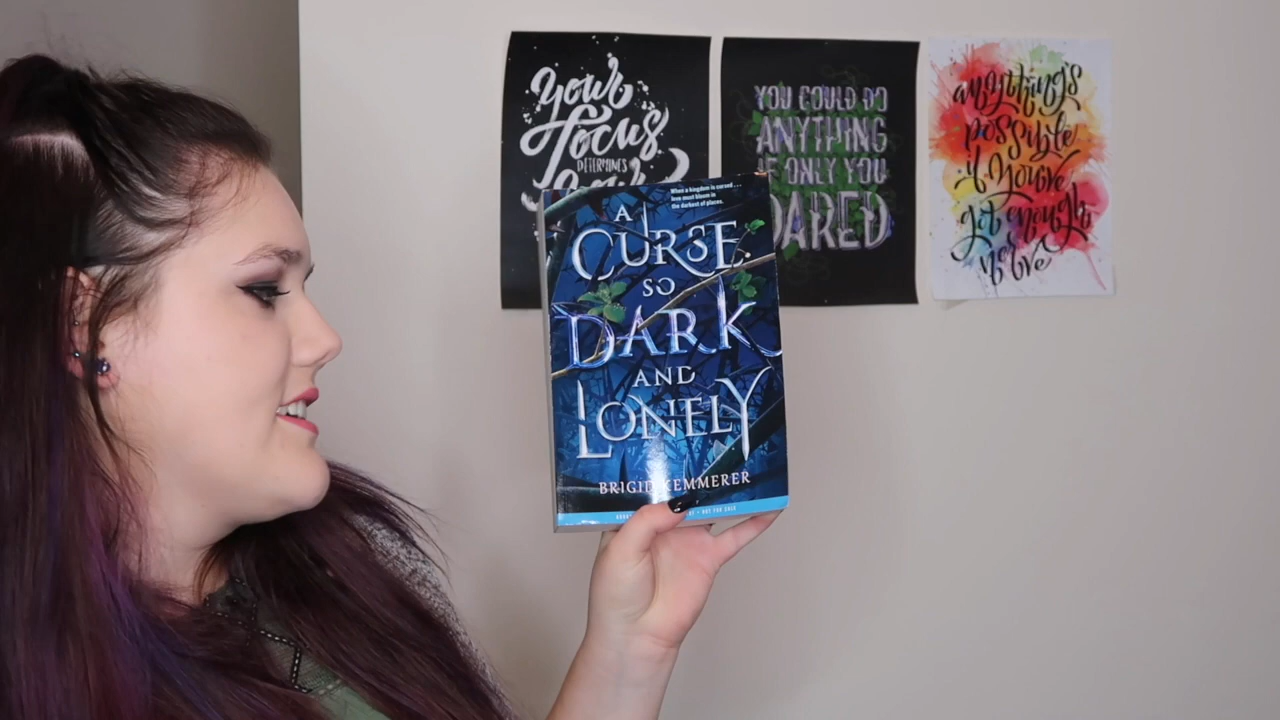 Your
Focus
DETERMINES
YOU COULD DO
ANYTHING
IF ONLY YOU
DARED
anything's
possible
if you've
got enough
nerve
When a kingdom is cursed . . .
love must bloom in
the darkest of places.
A
CURSE
SO
DARK
AND
LONELY
BRIGID KEMMERER
NOT FOR SALE